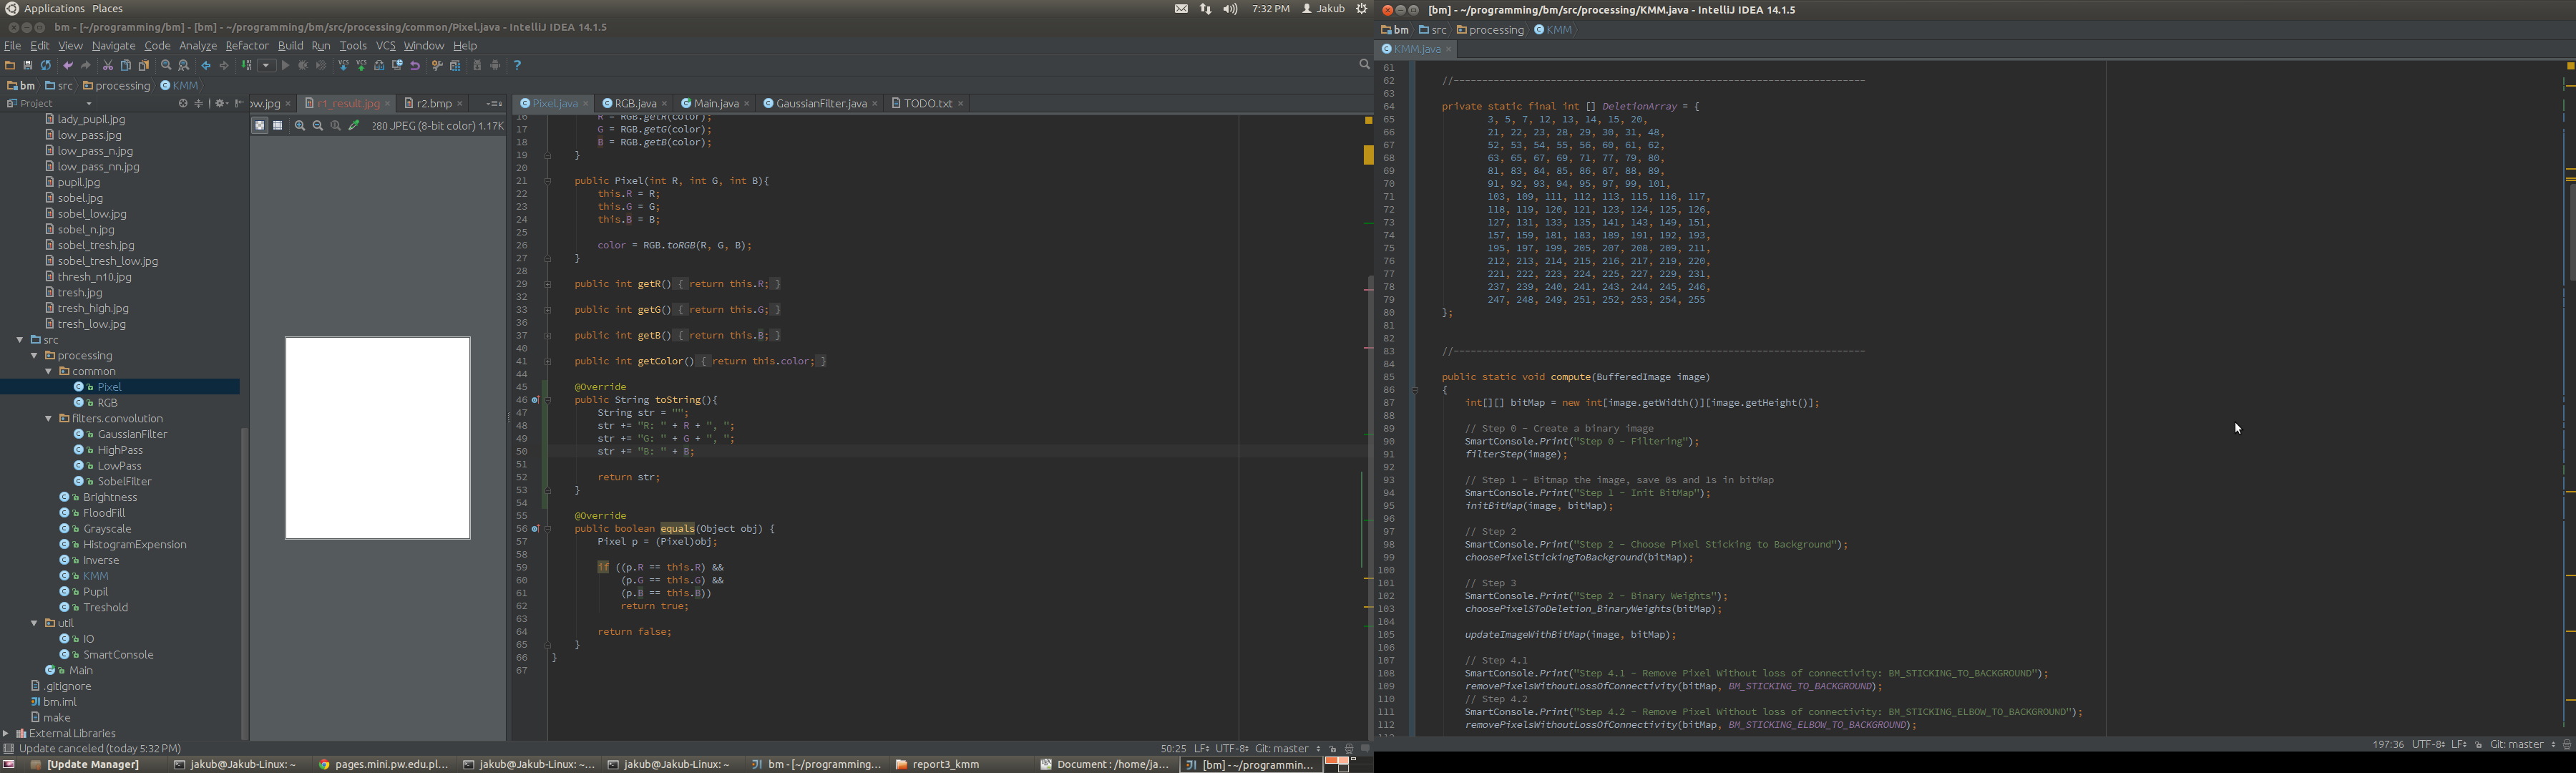 Applications Places
7:32 PM Jakub
bm - [~/programming/bm] - [bm] - ~/programming/bm/src/processing/common/Pixel.java - IntelliJ IDEA 14.1.5
File Edit View Navigate Code Analyze Refactor Build Run Tools VCS Window Help
bm src processing KMM
Project
ow.jpg r1_result.jpg r2.bmp
280 JPEG (8-bit color) 1.17K
lady_pupil.jpg
low_pass.jpg
low_pass_n.jpg
low_pass_nn.jpg
pupil.jpg
sobel.jpg
sobel_low.jpg
sobel_n.jpg
sobel_tresh.jpg
sobel_tresh_low.jpg
thresh_n10.jpg
tresh.jpg
tresh_high.jpg
tresh_low.jpg
src
processing
common
Pixel
RGB
filters.convolution
GaussianFilter
HighPass
LowPass
SobelFilter
Brightness
FloodFill
Grayscale
HistogramExpension
Inverse
KMM
Pupil
Treshold
util
IO
SmartConsole
Main
.gitignore
bm.iml
make
External Libraries
Pixel.java RGB.java Main.java GaussianFilter.java TODO.txt
16 R = RGB.getR(color);
17 G = RGB.getG(color);
18 B = RGB.getB(color);
19 }
20
21 public Pixel(int R, int G, int B){
22 this.R = R;
23 this.G = G;
24 this.B = B;
25
26 color = RGB.toRGB(R, G, B);
27 }
28
29 public int getR() { return this.R; }
32
33 public int getG() { return this.G; }
36
37 public int getB() { return this.B; }
40
41 public int getColor() { return this.color; }
44
45 @Override
46 public String toString(){
47 String str = "";
48 str += "R: " + R + ", ";
49 str += "G: " + G + ", ";
50 str += "B: " + B;
51
52 return str;
53 }
54
55 @Override
56 public boolean equals(Object obj) {
57 Pixel p = (Pixel)obj;
58
59 if ((p.R == this.R) &&
60 (p.G == this.G) &&
61 (p.B == this.B))
62 return true;
63
64 return false;
65 }
66 }
67
Update canceled (today 5:32 PM)
50:25 LF UTF-8 Git: master
[Update Manager] jakub@Jakub-Linux: ~ pages.mini.pw.edu.pl... jakub@Jakub-Linux: ~... jakub@Jakub-Linux: ~ bm - [~/programming... report3_kmm Document : /home/ja... [bm] - ~/programmin...
[bm] - ~/programming/bm/src/processing/KMM.java - IntelliJ IDEA 14.1.5
bm src processing KMM
KMM.java
61
62 //------------------------------------------------------------------------
63
64 private static final int [] DeletionArray = {
65 3, 5, 7, 12, 13, 14, 15, 20,
66 21, 22, 23, 28, 29, 30, 31, 48,
67 52, 53, 54, 55, 56, 60, 61, 62,
68 63, 65, 67, 69, 71, 77, 79, 80,
69 81, 83, 84, 85, 86, 87, 88, 89,
70 91, 92, 93, 94, 95, 97, 99, 101,
71 103, 109, 111, 112, 113, 115, 116, 117,
72 118, 119, 120, 121, 123, 124, 125, 126,
73 127, 131, 133, 135, 141, 143, 149, 151,
74 157, 159, 181, 183, 189, 191, 192, 193,
75 195, 197, 199, 205, 207, 208, 209, 211,
76 212, 213, 214, 215, 216, 217, 219, 220,
77 221, 222, 223, 224, 225, 227, 229, 231,
78 237, 239, 240, 241, 243, 244, 245, 246,
79 247, 248, 249, 251, 252, 253, 254, 255
80 };
81
82
83 //------------------------------------------------------------------------
84
85 public static void compute(BufferedImage image)
86 {
87 int[][] bitMap = new int[image.getWidth()][image.getHeight()];
88
89 // Step 0 - Create a binary image
90 SmartConsole.Print("Step 0 - Filtering");
91 filterStep(image);
92
93 // Step 1 - Bitmap the image, save 0s and 1s in bitMap
94 SmartConsole.Print("Step 1 - Init BitMap");
95 initBitMap(image, bitMap);
96
97 // Step 2
98 SmartConsole.Print("Step 2 - Choose Pixel Sticking to Background");
99 choosePixelStickingToBackground(bitMap);
100
101 // Step 3
102 SmartConsole.Print("Step 2 - Binary Weights");
103 choosePixelSToDeletion_BinaryWeights(bitMap);
104
105 updateImageWithBitMap(image, bitMap);
106
107 // Step 4.1
108 SmartConsole.Print("Step 4.1 - Remove Pixel Without loss of connectivity: BM_STICKING_TO_BACKGROUND");
109 removePixelsWithoutLossOfConnectivity(bitMap, BM_STICKING_TO_BACKGROUND);
110 // Step 4.2
111 SmartConsole.Print("Step 4.2 - Remove Pixel Without loss of connectivity: BM_STICKING_ELBOW_TO_BACKGROUND");
112 removePixelsWithoutLossOfConnectivity(bitMap, BM_STICKING_ELBOW_TO_BACKGROUND);
197:36 UTF-8 LF Git: master